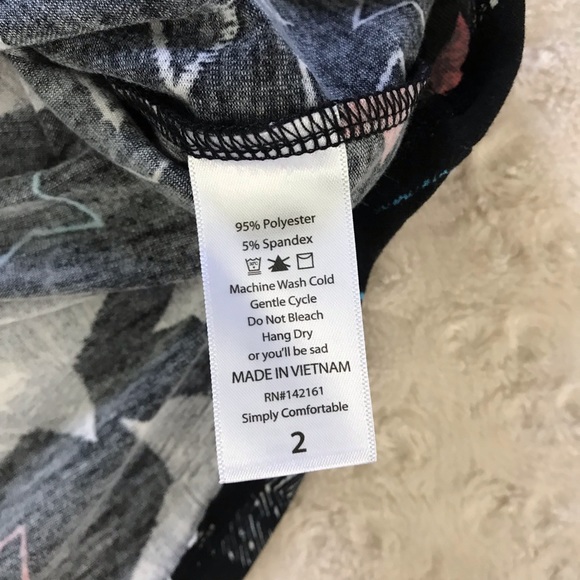 95% Polyester
5% Spandex
Machine Wash Cold
Gentle Cycle
Do Not Bleach
Hang Dry
or you'll be sad
MADE IN VIETNAM
RN#142161
Simply Comfortable
2